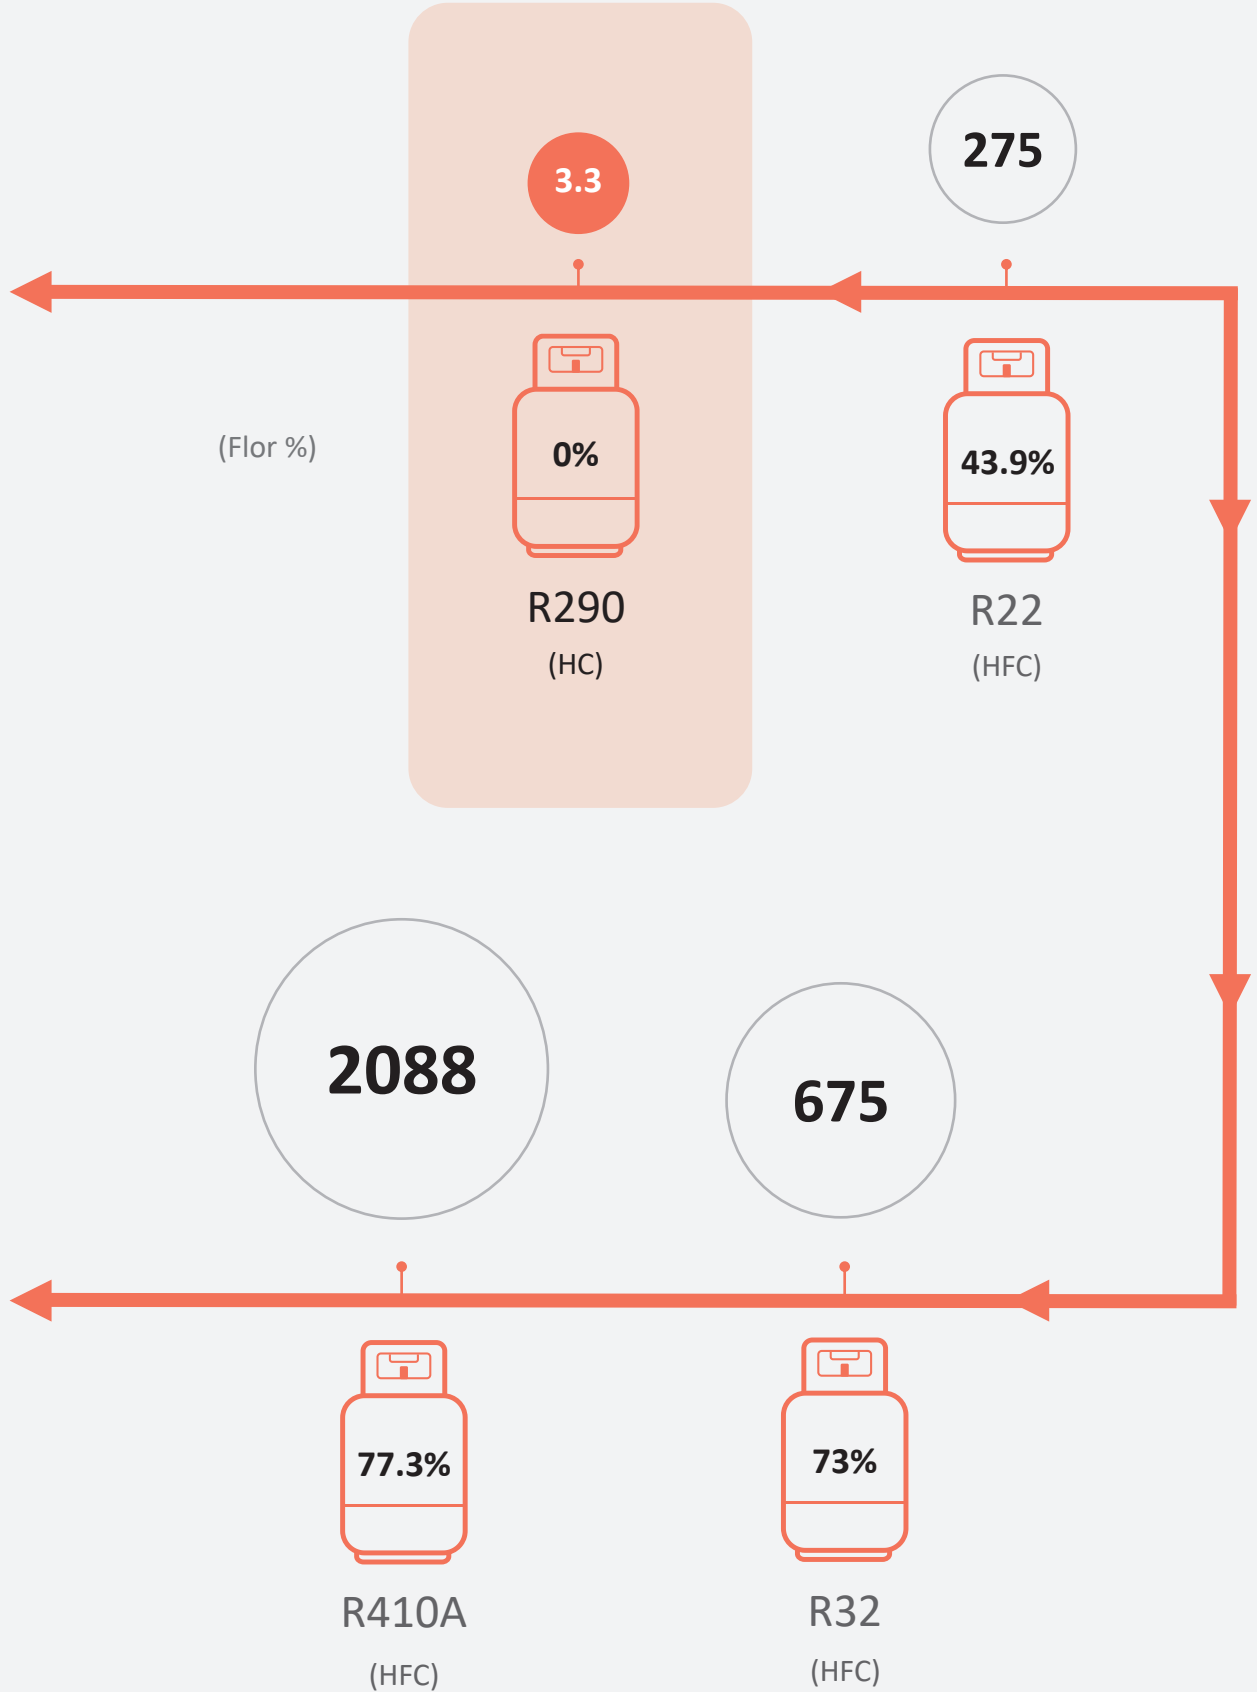 3.3
275
(Flor %)
0%
43.9%
R290
(HC)
R22
(HFC)
2088
675
77.3%
73%
R410A
(HFC)
R32
(HFC)